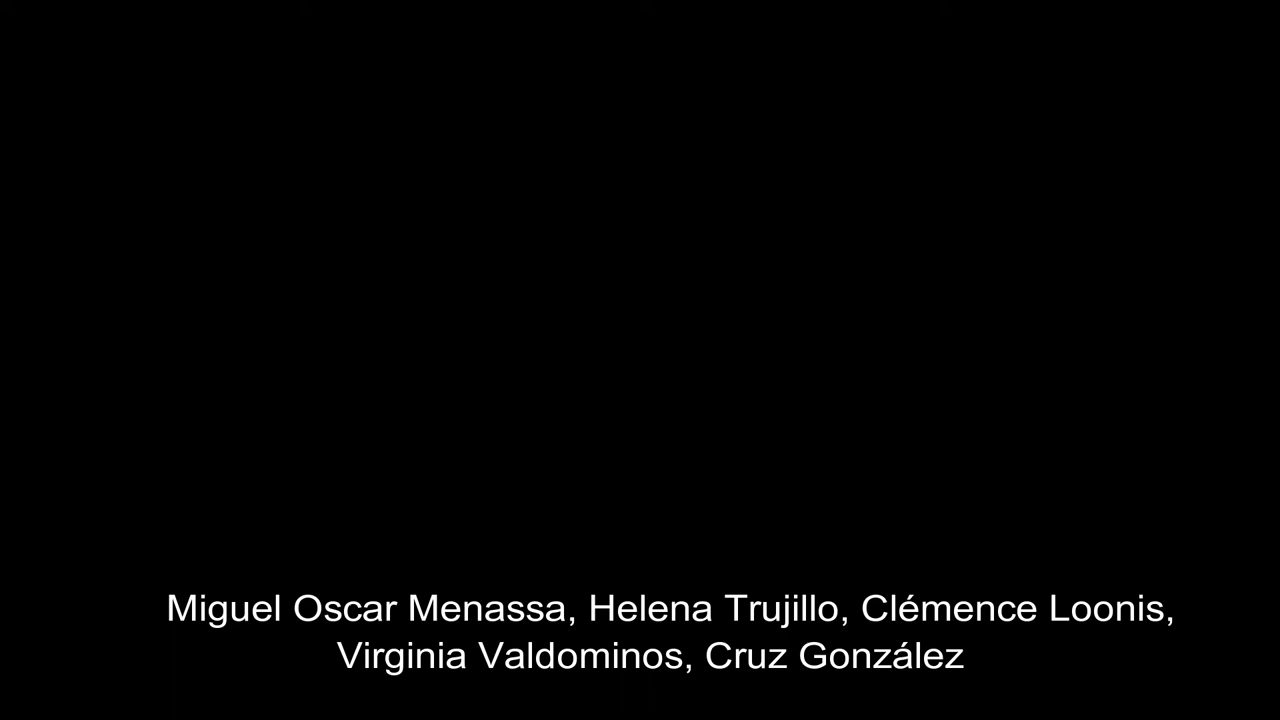 Miguel Oscar Menassa, Helena Trujillo, Clémence Loonis,
Virginia Valdominos, Cruz González